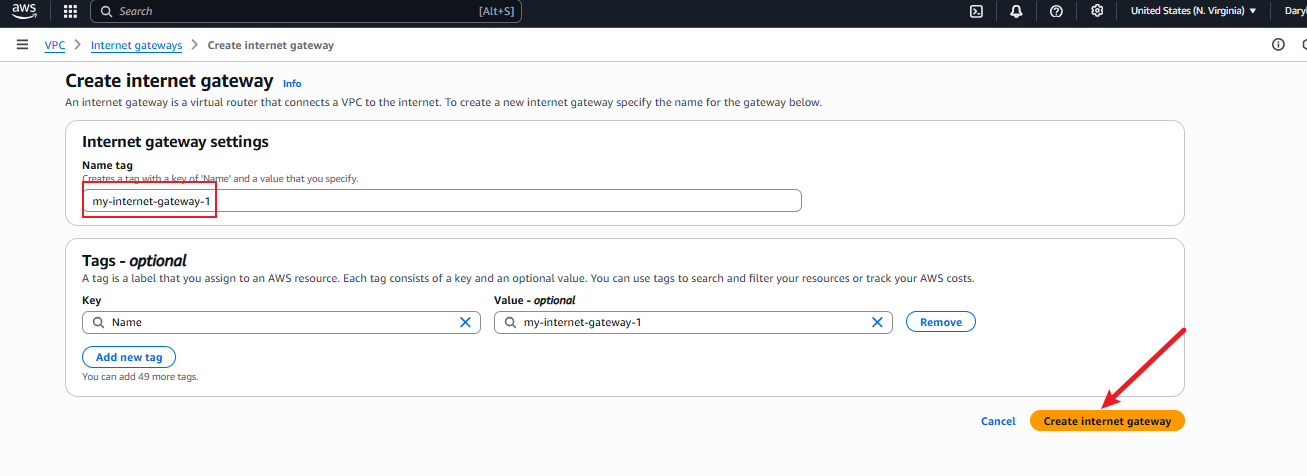 aws Search [Alt+S] United States (N. Virginia) ▼ Dary
VPC > Internet gateways > Create internet gateway
Create internet gateway Info
An internet gateway is a virtual router that connects a VPC to the internet. To create a new internet gateway specify the name for the gateway below.
Internet gateway settings
Name tag
Creates a tag with a key of 'Name' and a value that you specify.
my-internet-gateway-1
Tags - optional
A tag is a label that you assign to an AWS resource. Each tag consists of a key and an optional value. You can use tags to search and filter your resources or track your AWS costs.
Key Value - optional
Name my-internet-gateway-1 Remove
Add new tag
You can add 49 more tags.
Cancel Create internet gateway